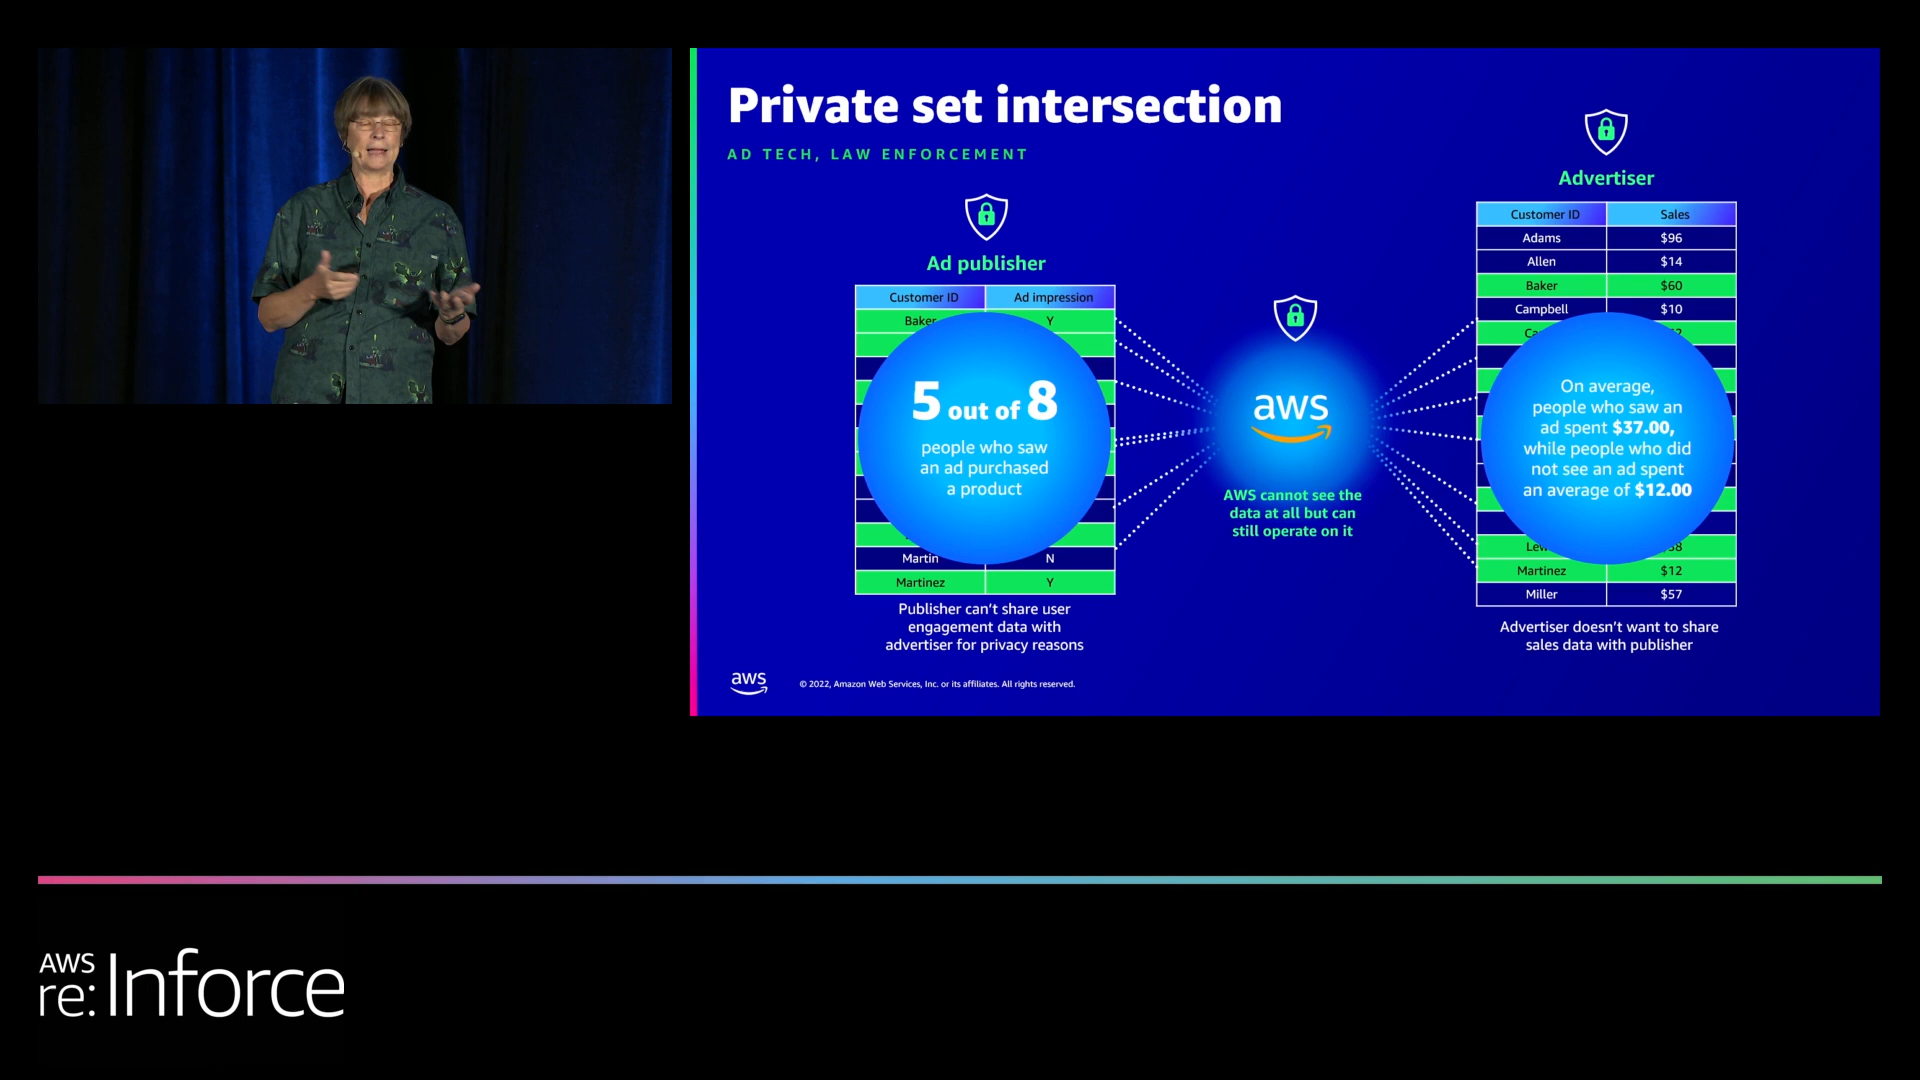 Private set intersection
AD TECH, LAW ENFORCEMENT
Ad publisher
Customer ID Ad impression
Baker Y
5 out of 8
people who saw
an ad purchased
a product
Martin N
Martinez Y
Publisher can't share user
engagement data with
advertiser for privacy reasons
aws
AWS cannot see the
data at all but can
still operate on it
Advertiser
Customer ID Sales
Adams $96
Allen $14
Baker $60
Campbell $10
On average,
people who saw an
ad spent $37.00,
while people who did
not see an ad spent
an average of $12.00
Martinez $12
Miller $57
Advertiser doesn't want to share
sales data with publisher
aws
© 2022, Amazon Web Services, Inc. or its affiliates. All rights reserved.
AWS
re:Inforce